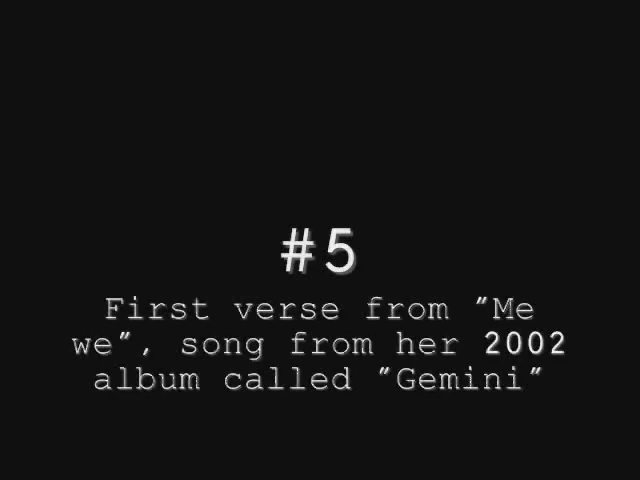 #5
First verse from "Me
we", song from her 2002
album called "Gemini"